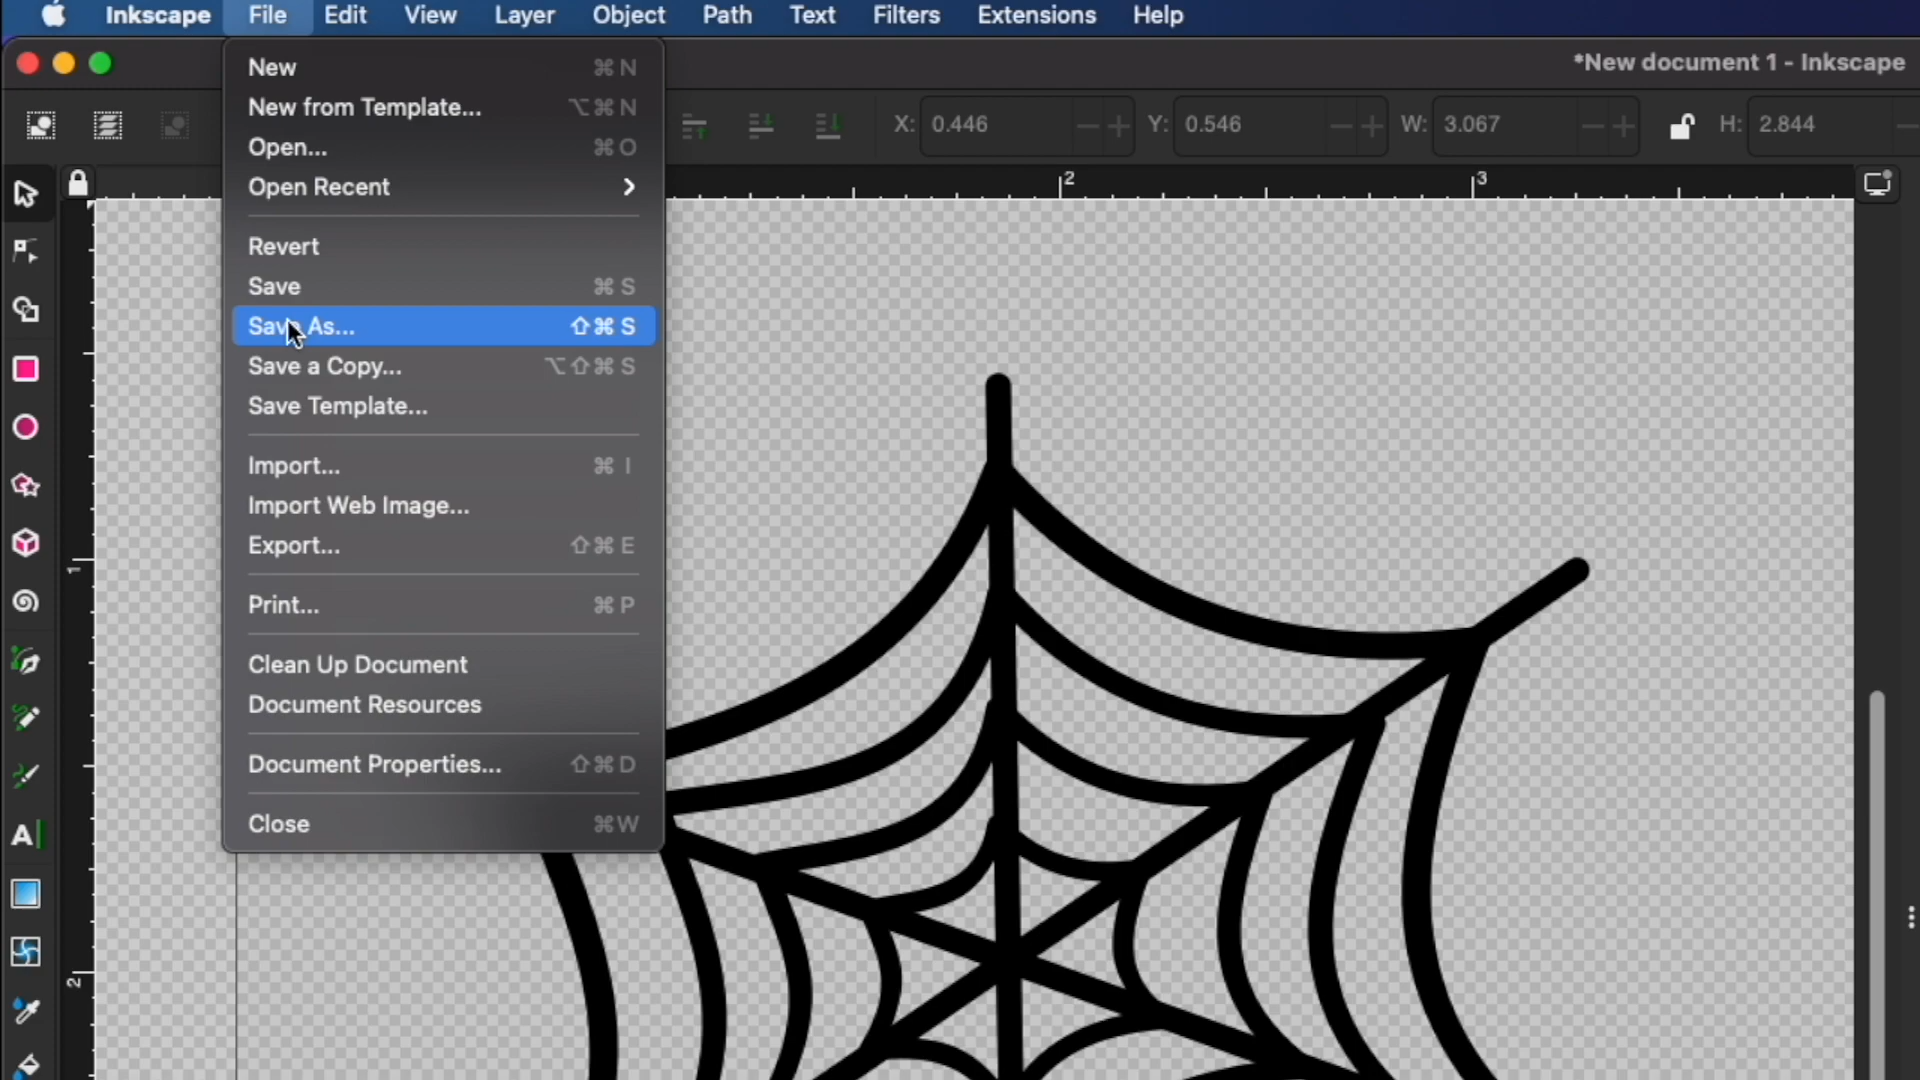 Inkscape File Edit View Layer Object Path Text Filters Extensions Help
*New document 1 - Inkscape
New ⌘ N
New from Template... ⌥⌘ N
Open... ⌘ O
Open Recent
Revert
Save ⌘ S
Save As... ⇧⌘ S
Save a Copy... ⌥⇧⌘ S
Save Template...
Import... ⌘ I
Import Web Image...
Export... ⇧⌘ E
Print... ⌘ P
Clean Up Document
Document Resources
Document Properties... ⇧⌘ D
Close ⌘ W
X: 0.446 Y: 0.546 W: 3.067 H: 2.844
2 3
1
2
A